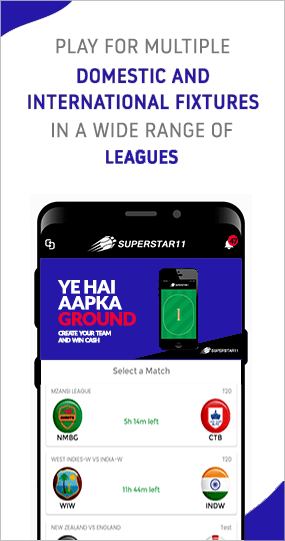 PLAY FOR MULTIPLE
DOMESTIC AND
INTERNATIONAL FIXTURES
IN A WIDE RANGE OF
LEAGUES
SUPERSTAR11
YE HAI
AAPKA
GROUND
CREATE YOUR TEAM
AND WIN CASH
SUPERSTAR11
Select a Match
MZANSI LEAGUE T20
5h 14m left
NMBG CTB
WEST INDIES-W VS INDIA-W T20
11h 44m left
WIW INDW
NEW ZEALAND VS ENGLAND Test